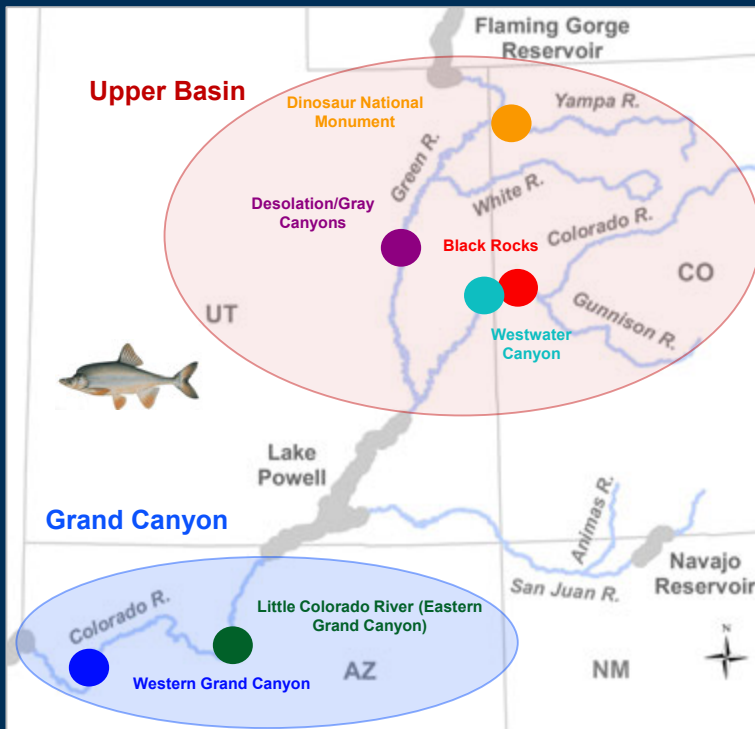 Flaming Gorge
Reservoir
Upper Basin
Dinosaur National
Monument
Yampa R.
Green R.
White R.
Desolation/Gray
Canyons
Black Rocks
Colorado R.
CO
UT
Gunnison R.
Westwater
Canyon
Lake
Powell
Grand Canyon
Animas R.
Navajo
Reservoir
San Juan R.
N
Colorado R.
Little Colorado River (Eastern
Grand Canyon)
Western Grand Canyon
AZ
NM